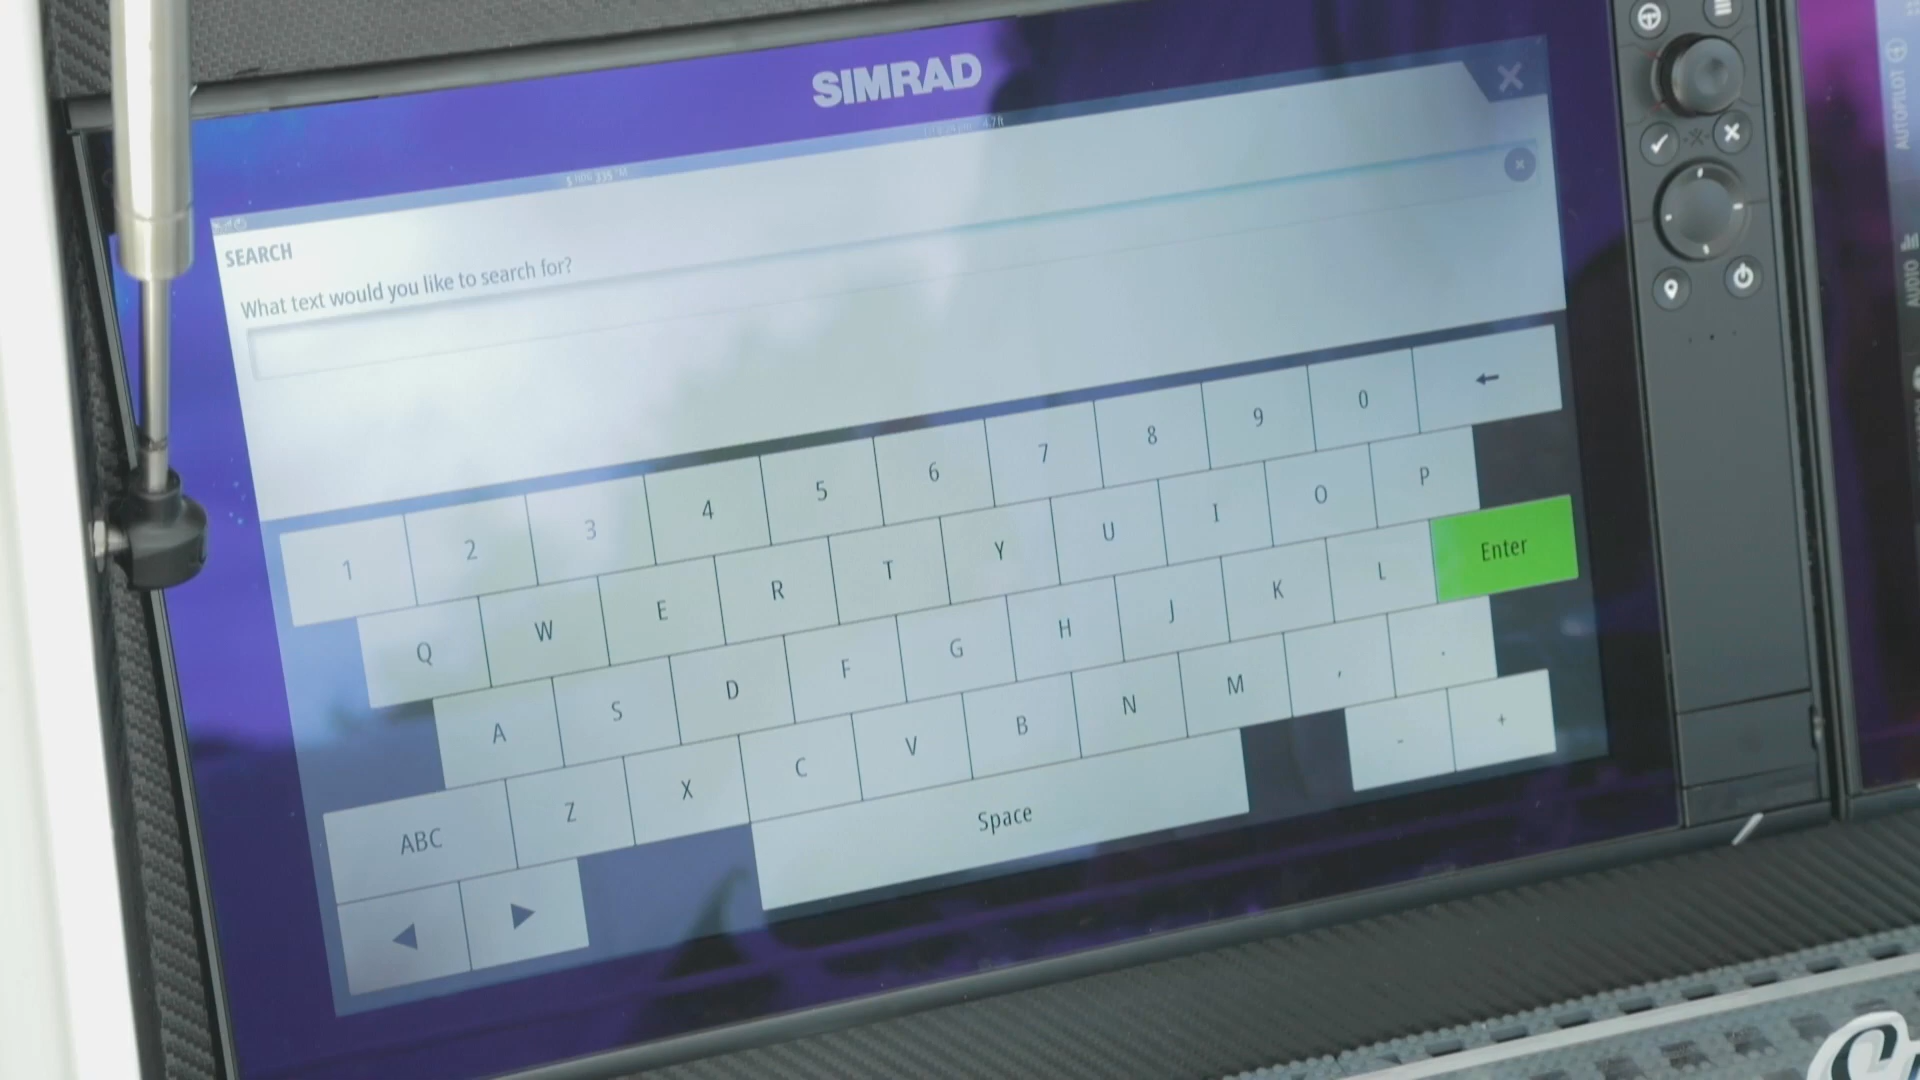 SIMRAD
SEARCH
What text would you like to search for?
1 2 3 4 5 6 7 8 9 0 ←
Q W E R T Y U I O P
A S D F G H J K L Enter
ABC Z X C V B N M , .
◀ ▶ Space - +
AUTOPILOT
AUDIO